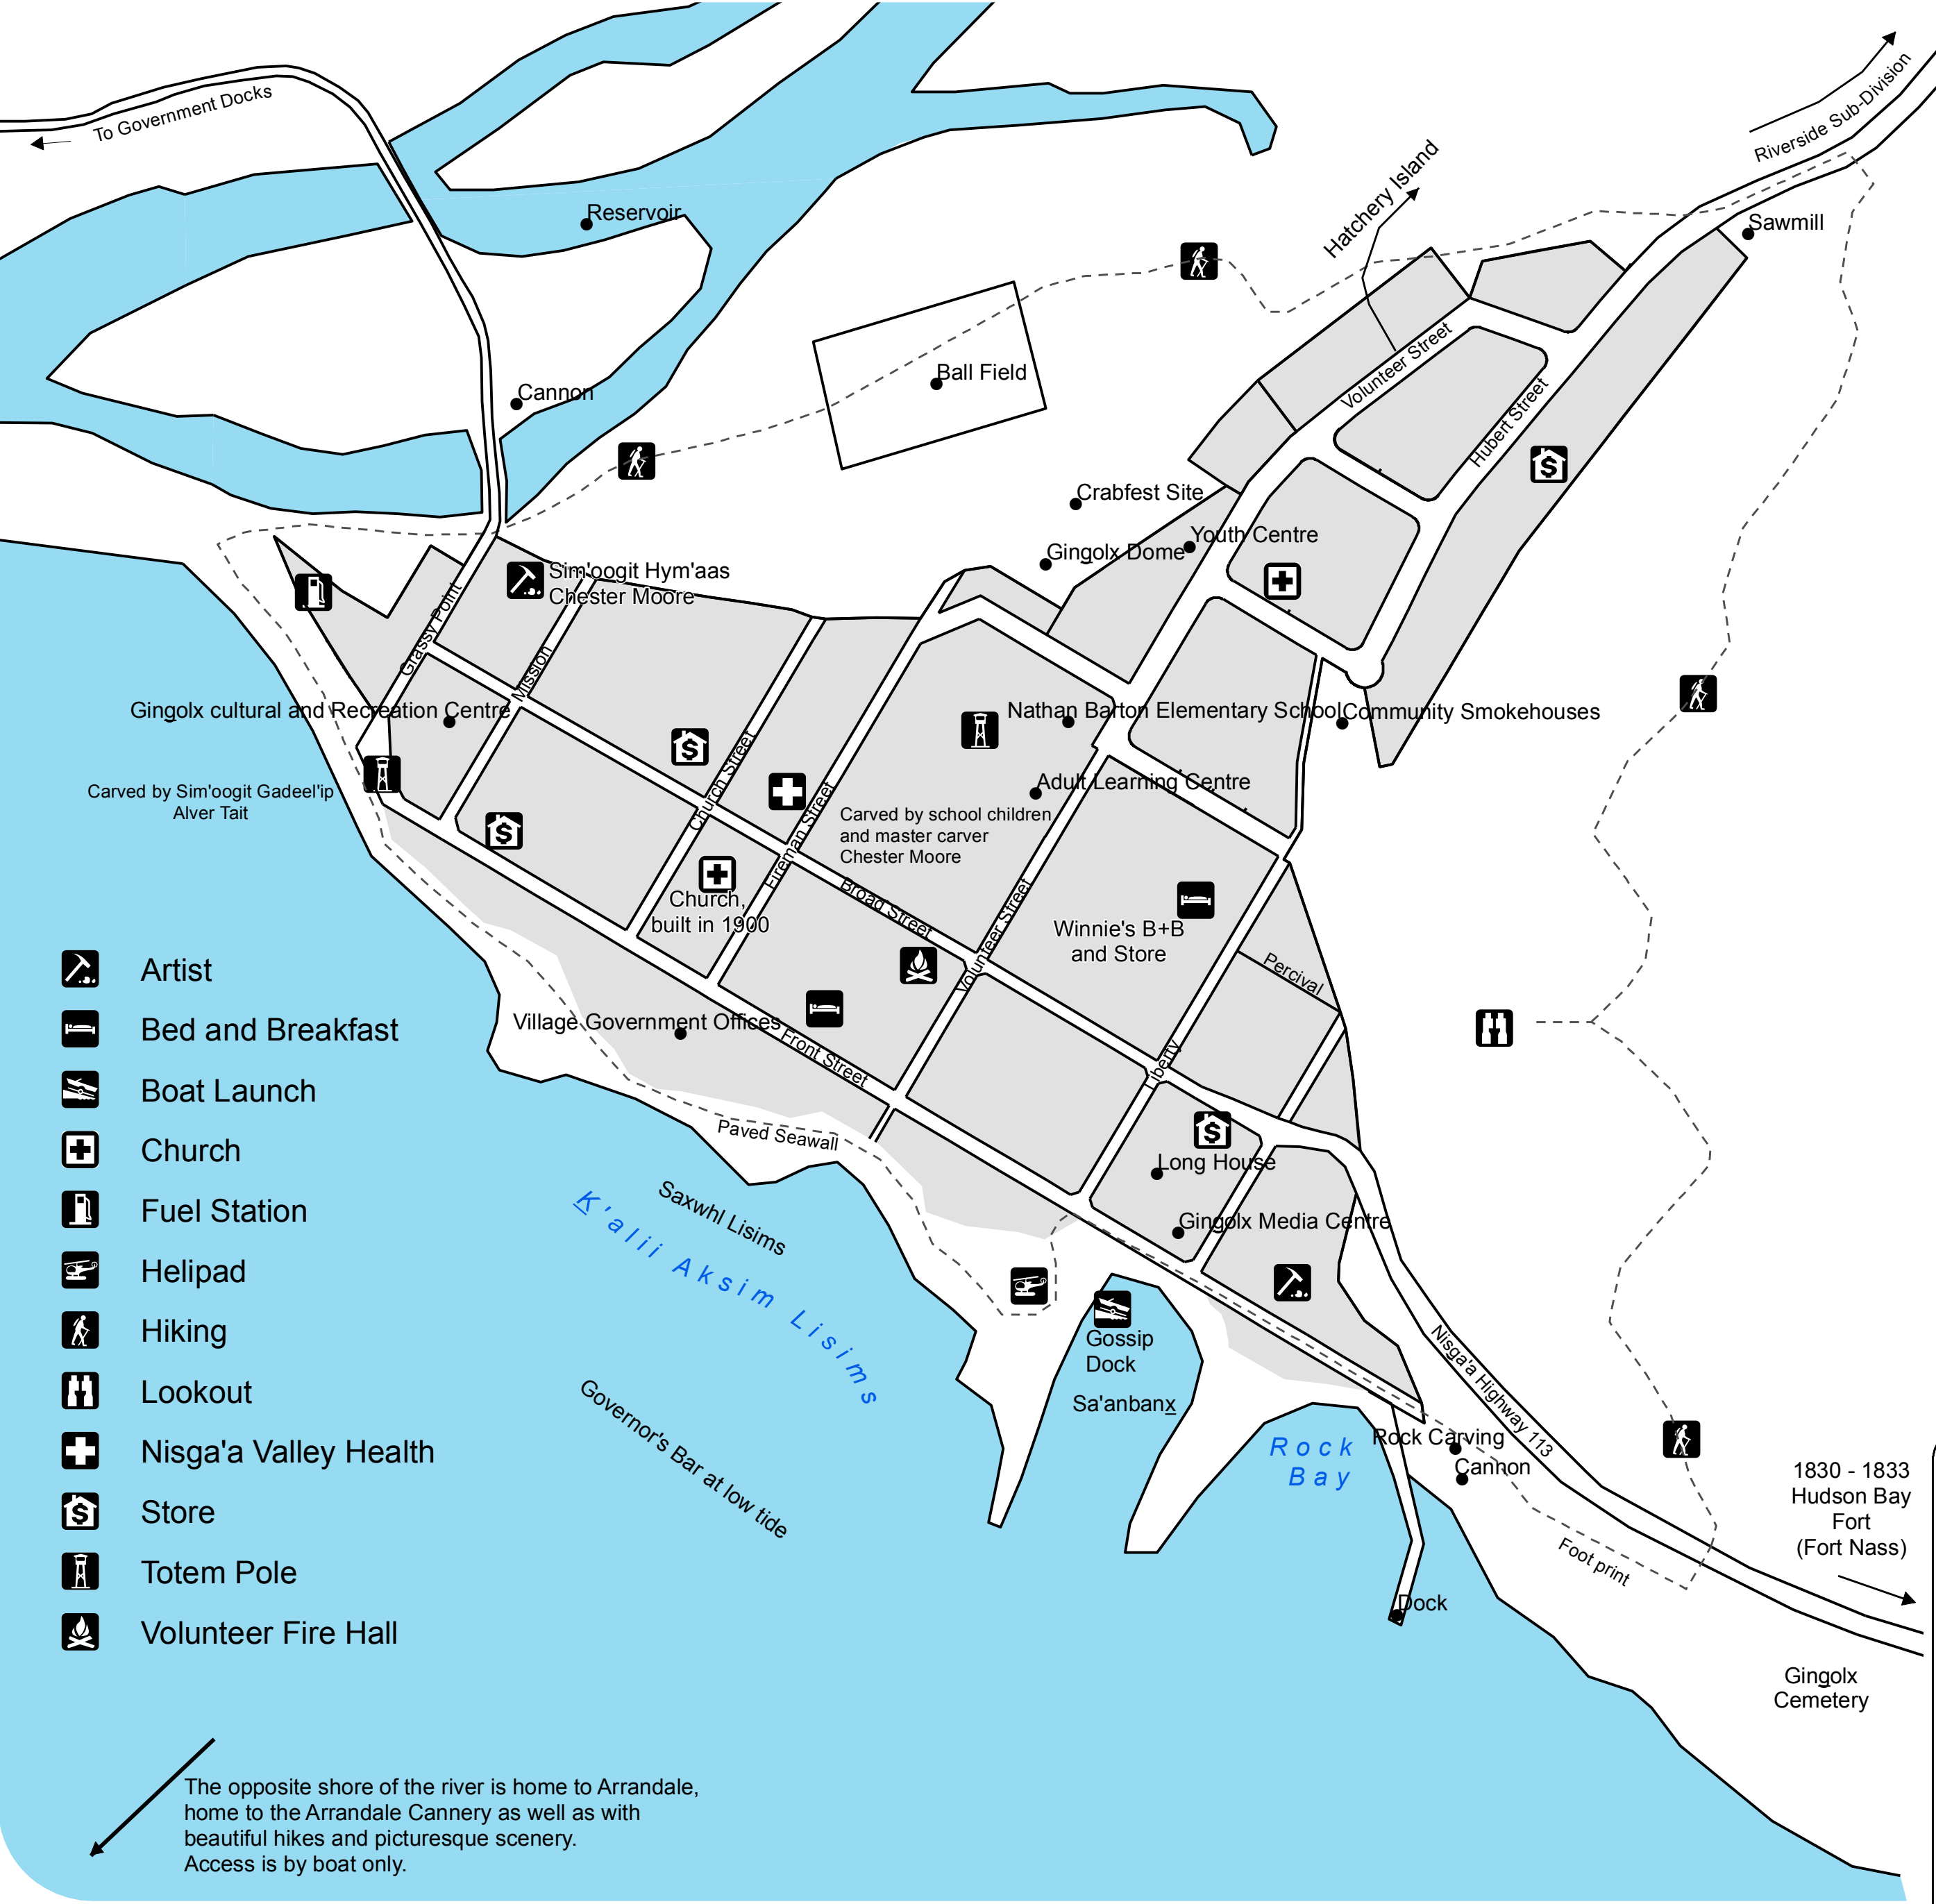 To Government Docks
Riverside Sub-Division
Hatchery Island
Reservoir
Sawmill
Cannon
Ball Field
Volunteer Street
Hubert Street
Crabfest Site
Youth Centre
Gingolx Dome
Sim'oogit Hym'aas
Chester Moore
Grassy Point
Mission
Gingolx cultural and Recreation Centre
Nathan Barton Elementary School
Community Smokehouses
Carved by Sim'oogit Gadeel'ip
Alver Tait
Church Street
Fireman Street
Adult Learning Centre
Carved by school children
and master carver
Chester Moore
Church,
built in 1900
Broad Street
Volunteer Street
Winnie's B+B
and Store
Percival
Village Government Offices
Front Street
Liberty
Paved Seawall
Long House
Gingolx Media Centre
Saxwhl Lisims
K'alii Aksim Lisims
Governor's Bar at low tide
Gossip
Dock
Sa'anbanx
Rock
Bay
Nisga'a Highway 113
Rock Carving
Cannon
Foot print
Dock
1830 - 1833
Hudson Bay
Fort
(Fort Nass)
Gingolx
Cemetery
Artist
Bed and Breakfast
Boat Launch
Church
Fuel Station
Helipad
Hiking
Lookout
Nisga'a Valley Health
Store
Totem Pole
Volunteer Fire Hall
The opposite shore of the river is home to Arrandale,
home to the Arrandale Cannery as well as with
beautiful hikes and picturesque scenery.
Access is by boat only.